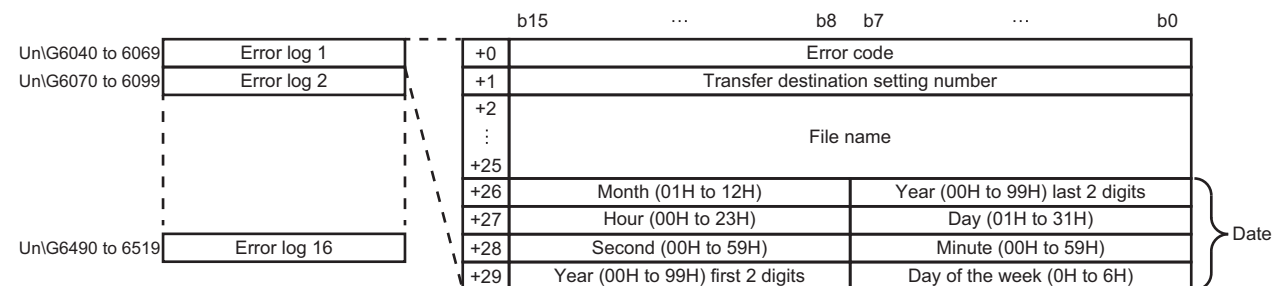 b15 ⋯ b8 b7 ⋯ b0
Un\G6040 to 6069 Error log 1 +0 Error code
Un\G6070 to 6099 Error log 2 +1 Transfer destination setting number
+2
⋮ File name
+25
+26 Month (01H to 12H) Year (00H to 99H) last 2 digits
+27 Hour (00H to 23H) Day (01H to 31H)
Date
Un\G6490 to 6519 Error log 16 +28 Second (00H to 59H) Minute (00H to 59H)
+29 Year (00H to 99H) first 2 digits Day of the week (0H to 6H)